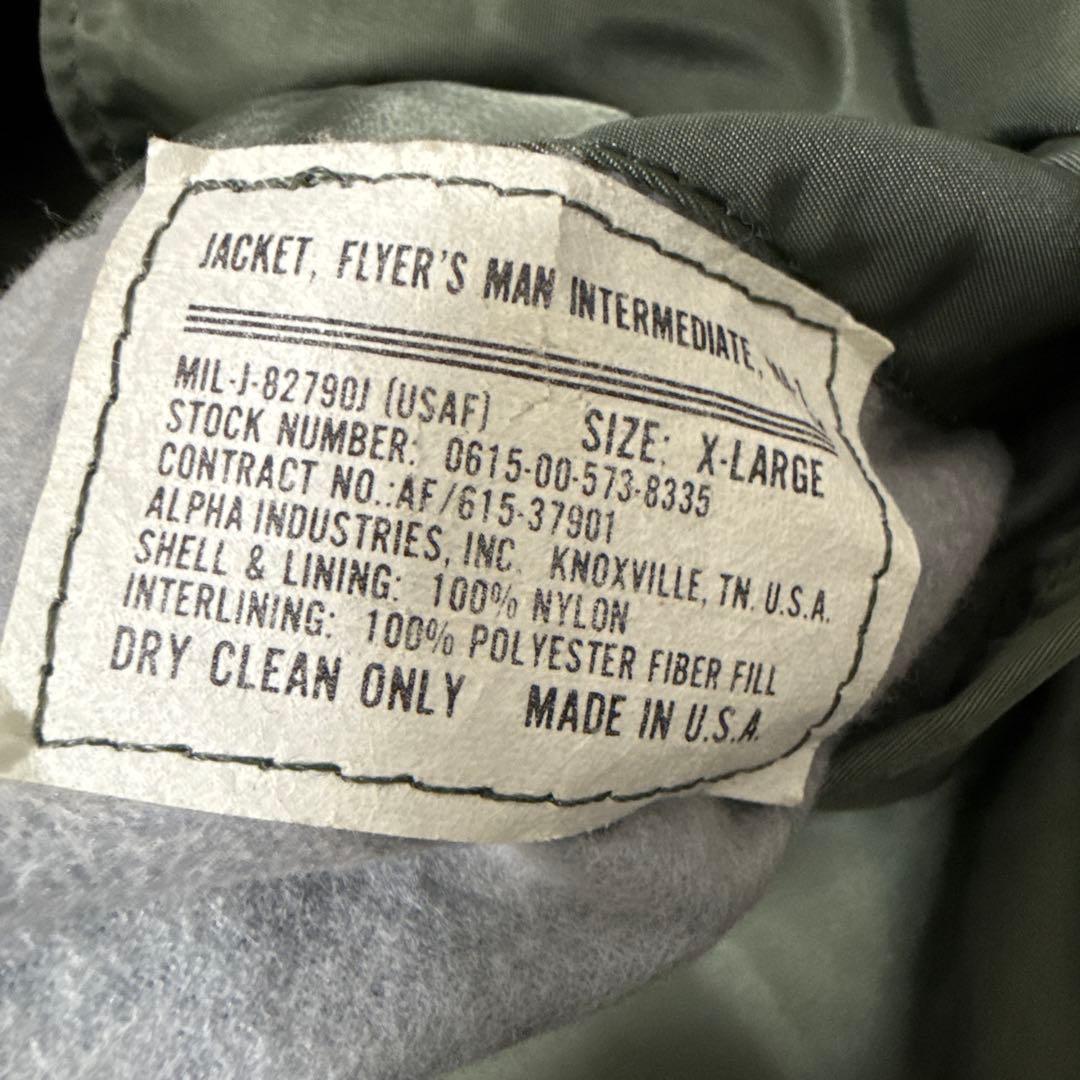 JACKET, FLYER'S MAN INTERMEDIATE,
MIL-J-82790J (USAF) SIZE: X-LARGE
STOCK NUMBER: 0615-00-573-8335
CONTRACT NO.:AF/615-37901
ALPHA INDUSTRIES, INC. KNOXVILLE, TN. U.S.A.
SHELL & LINING: 100% NYLON
INTERLINING: 100% POLYESTER FIBER FILL
DRY CLEAN ONLY MADE IN U.S.A.